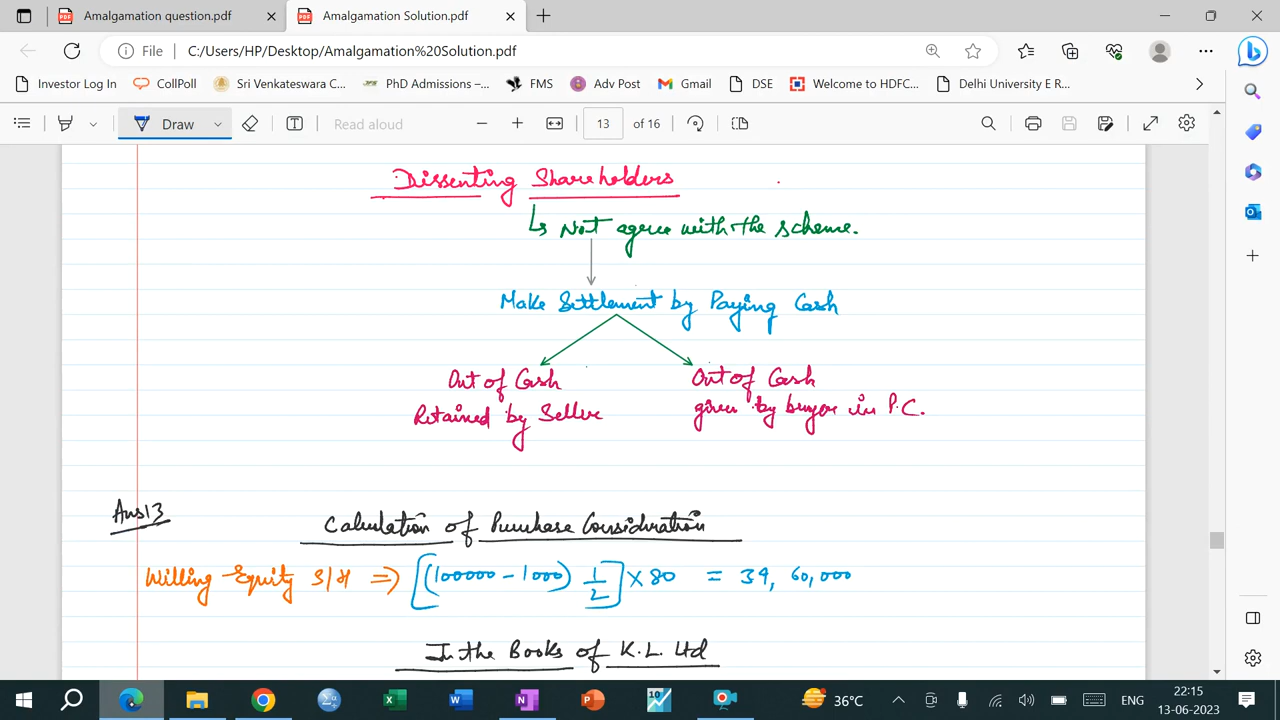 Amalgamation question.pdf
Amalgamation Solution.pdf
File C:/Users/HP/Desktop/Amalgamation%20Solution.pdf
Investor Log In CollPoll Sri Venkateswara C... PhD Admissions –... FMS Adv Post Gmail DSE Welcome to HDFC... Delhi University E R...
Draw Read aloud 13 of 16
Dissenting Shareholders
Not agree with the scheme.
Make Settlement by Paying Cash
Out of Cash
Retained by Seller
Out of Cash
given by buyer in P.C.
Ans13
Calculation of Purchase Consideration
Willing Equity S/H ⇒ [(100000 - 1000) 1/2] × 80 = 39,60,000
In the Books of K.L. Ltd
36°C ENG 22:15
13-06-2023